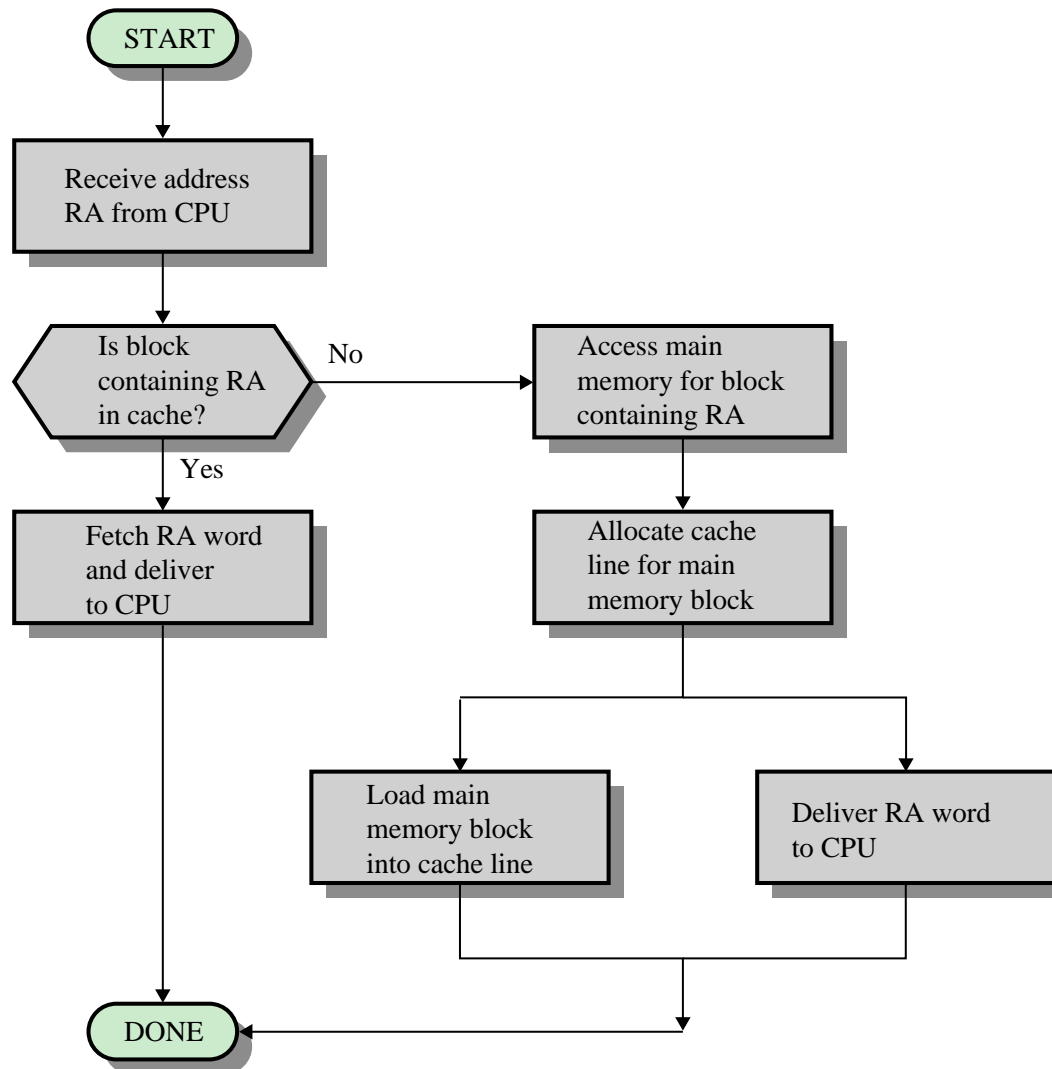 START
Receive address
RA from CPU
Is block
containing RA
in cache?
No
Access main
memory for block
containing RA
Yes
Fetch RA word
and deliver
to CPU
Allocate cache
line for main
memory block
Load main
memory block
into cache line
Deliver RA word
to CPU
DONE